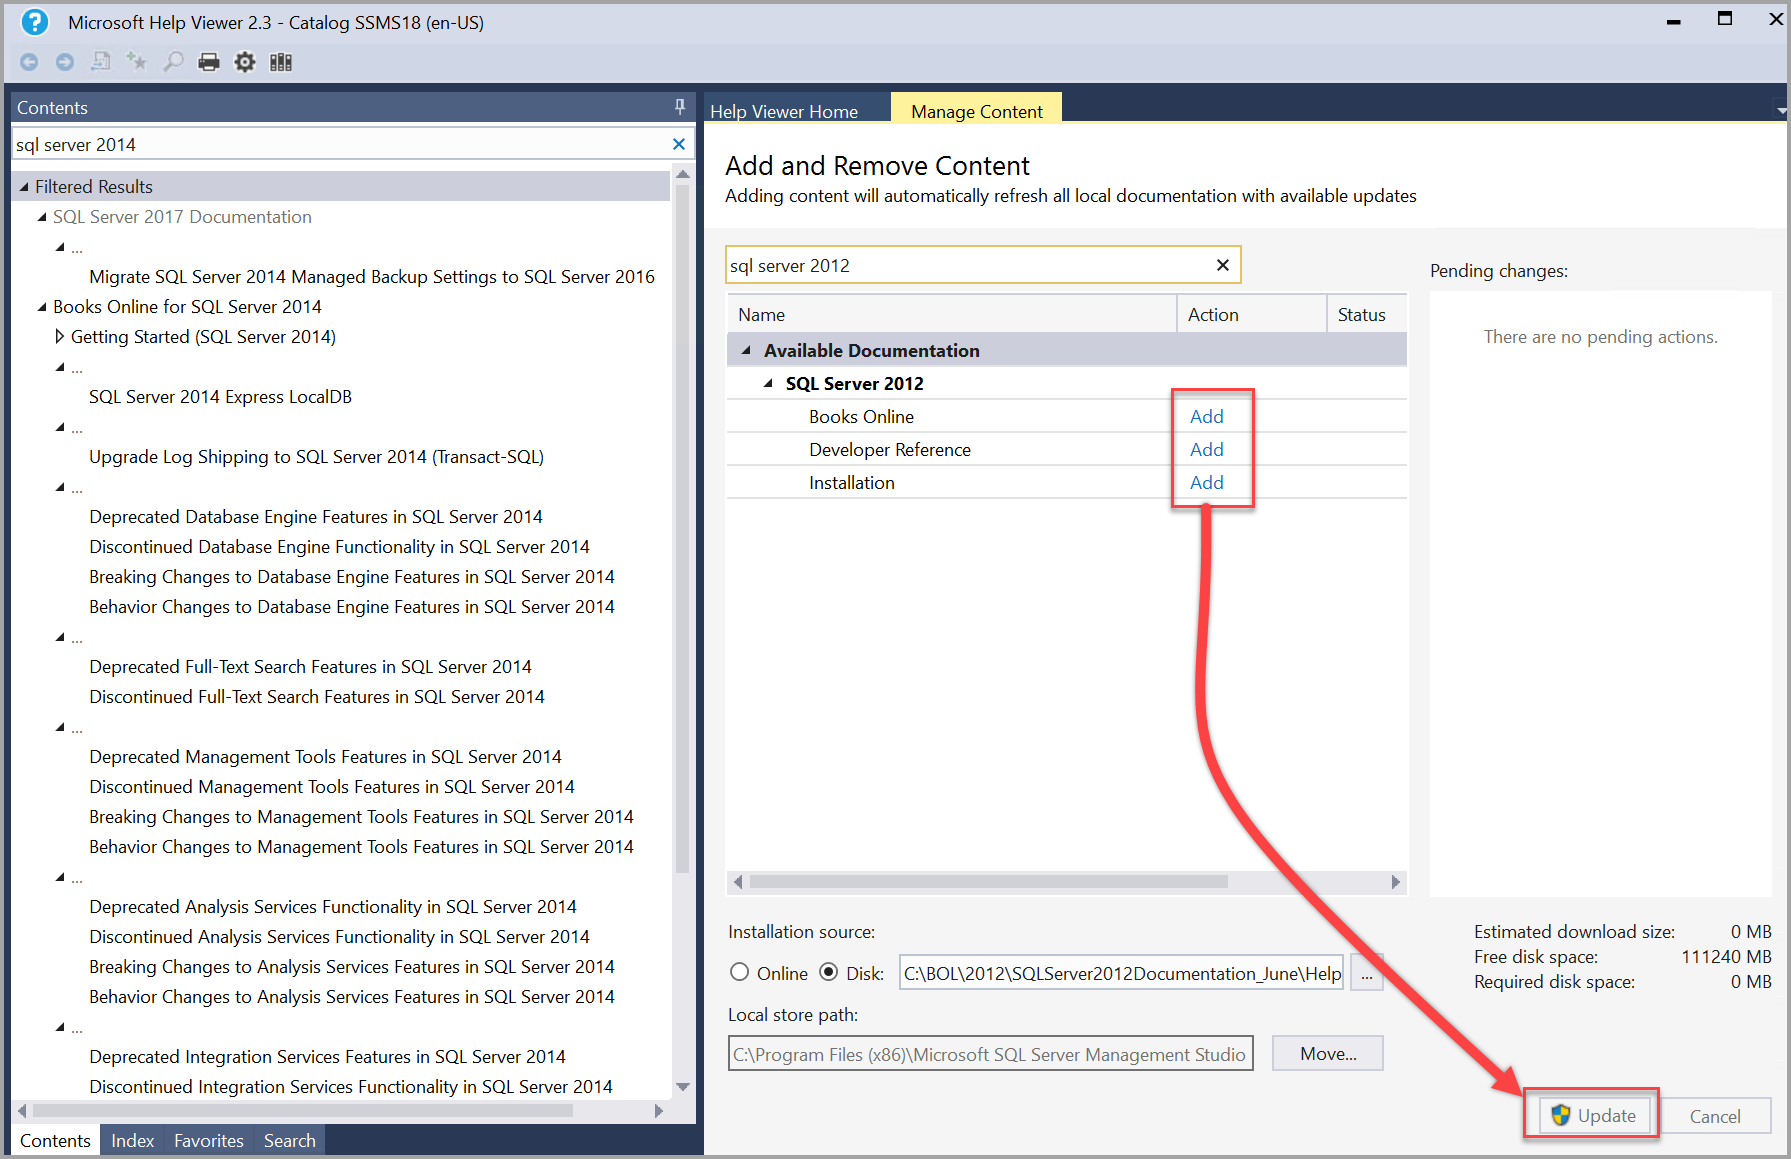 Microsoft Help Viewer 2.3 - Catalog SSMS18 (en-US)
Contents
sql server 2014
Filtered Results
SQL Server 2017 Documentation
...
Migrate SQL Server 2014 Managed Backup Settings to SQL Server 2016
Books Online for SQL Server 2014
Getting Started (SQL Server 2014)
...
SQL Server 2014 Express LocalDB
...
Upgrade Log Shipping to SQL Server 2014 (Transact-SQL)
...
Deprecated Database Engine Features in SQL Server 2014
Discontinued Database Engine Functionality in SQL Server 2014
Breaking Changes to Database Engine Features in SQL Server 2014
Behavior Changes to Database Engine Features in SQL Server 2014
...
Deprecated Full-Text Search Features in SQL Server 2014
Discontinued Full-Text Search Features in SQL Server 2014
...
Deprecated Management Tools Features in SQL Server 2014
Discontinued Management Tools Features in SQL Server 2014
Breaking Changes to Management Tools Features in SQL Server 2014
Behavior Changes to Management Tools Features in SQL Server 2014
...
Deprecated Analysis Services Functionality in SQL Server 2014
Discontinued Analysis Services Functionality in SQL Server 2014
Breaking Changes to Analysis Services Features in SQL Server 2014
Behavior Changes to Analysis Services Features in SQL Server 2014
...
Deprecated Integration Services Features in SQL Server 2014
Discontinued Integration Services Functionality in SQL Server 2014
Contents Index Favorites Search
Help Viewer Home Manage Content
Add and Remove Content
Adding content will automatically refresh all local documentation with available updates
sql server 2012
Name Action Status
Available Documentation
SQL Server 2012
Books Online Add
Developer Reference Add
Installation Add
Pending changes:
There are no pending actions.
Installation source:
Online Disk: C:\BOL\2012\SQLServer2012Documentation_June\Help ...
Local store path:
C:\Program Files (x86)\Microsoft SQL Server Management Studio Move...
Estimated download size: 0 MB
Free disk space: 111240 MB
Required disk space: 0 MB
Update Cancel